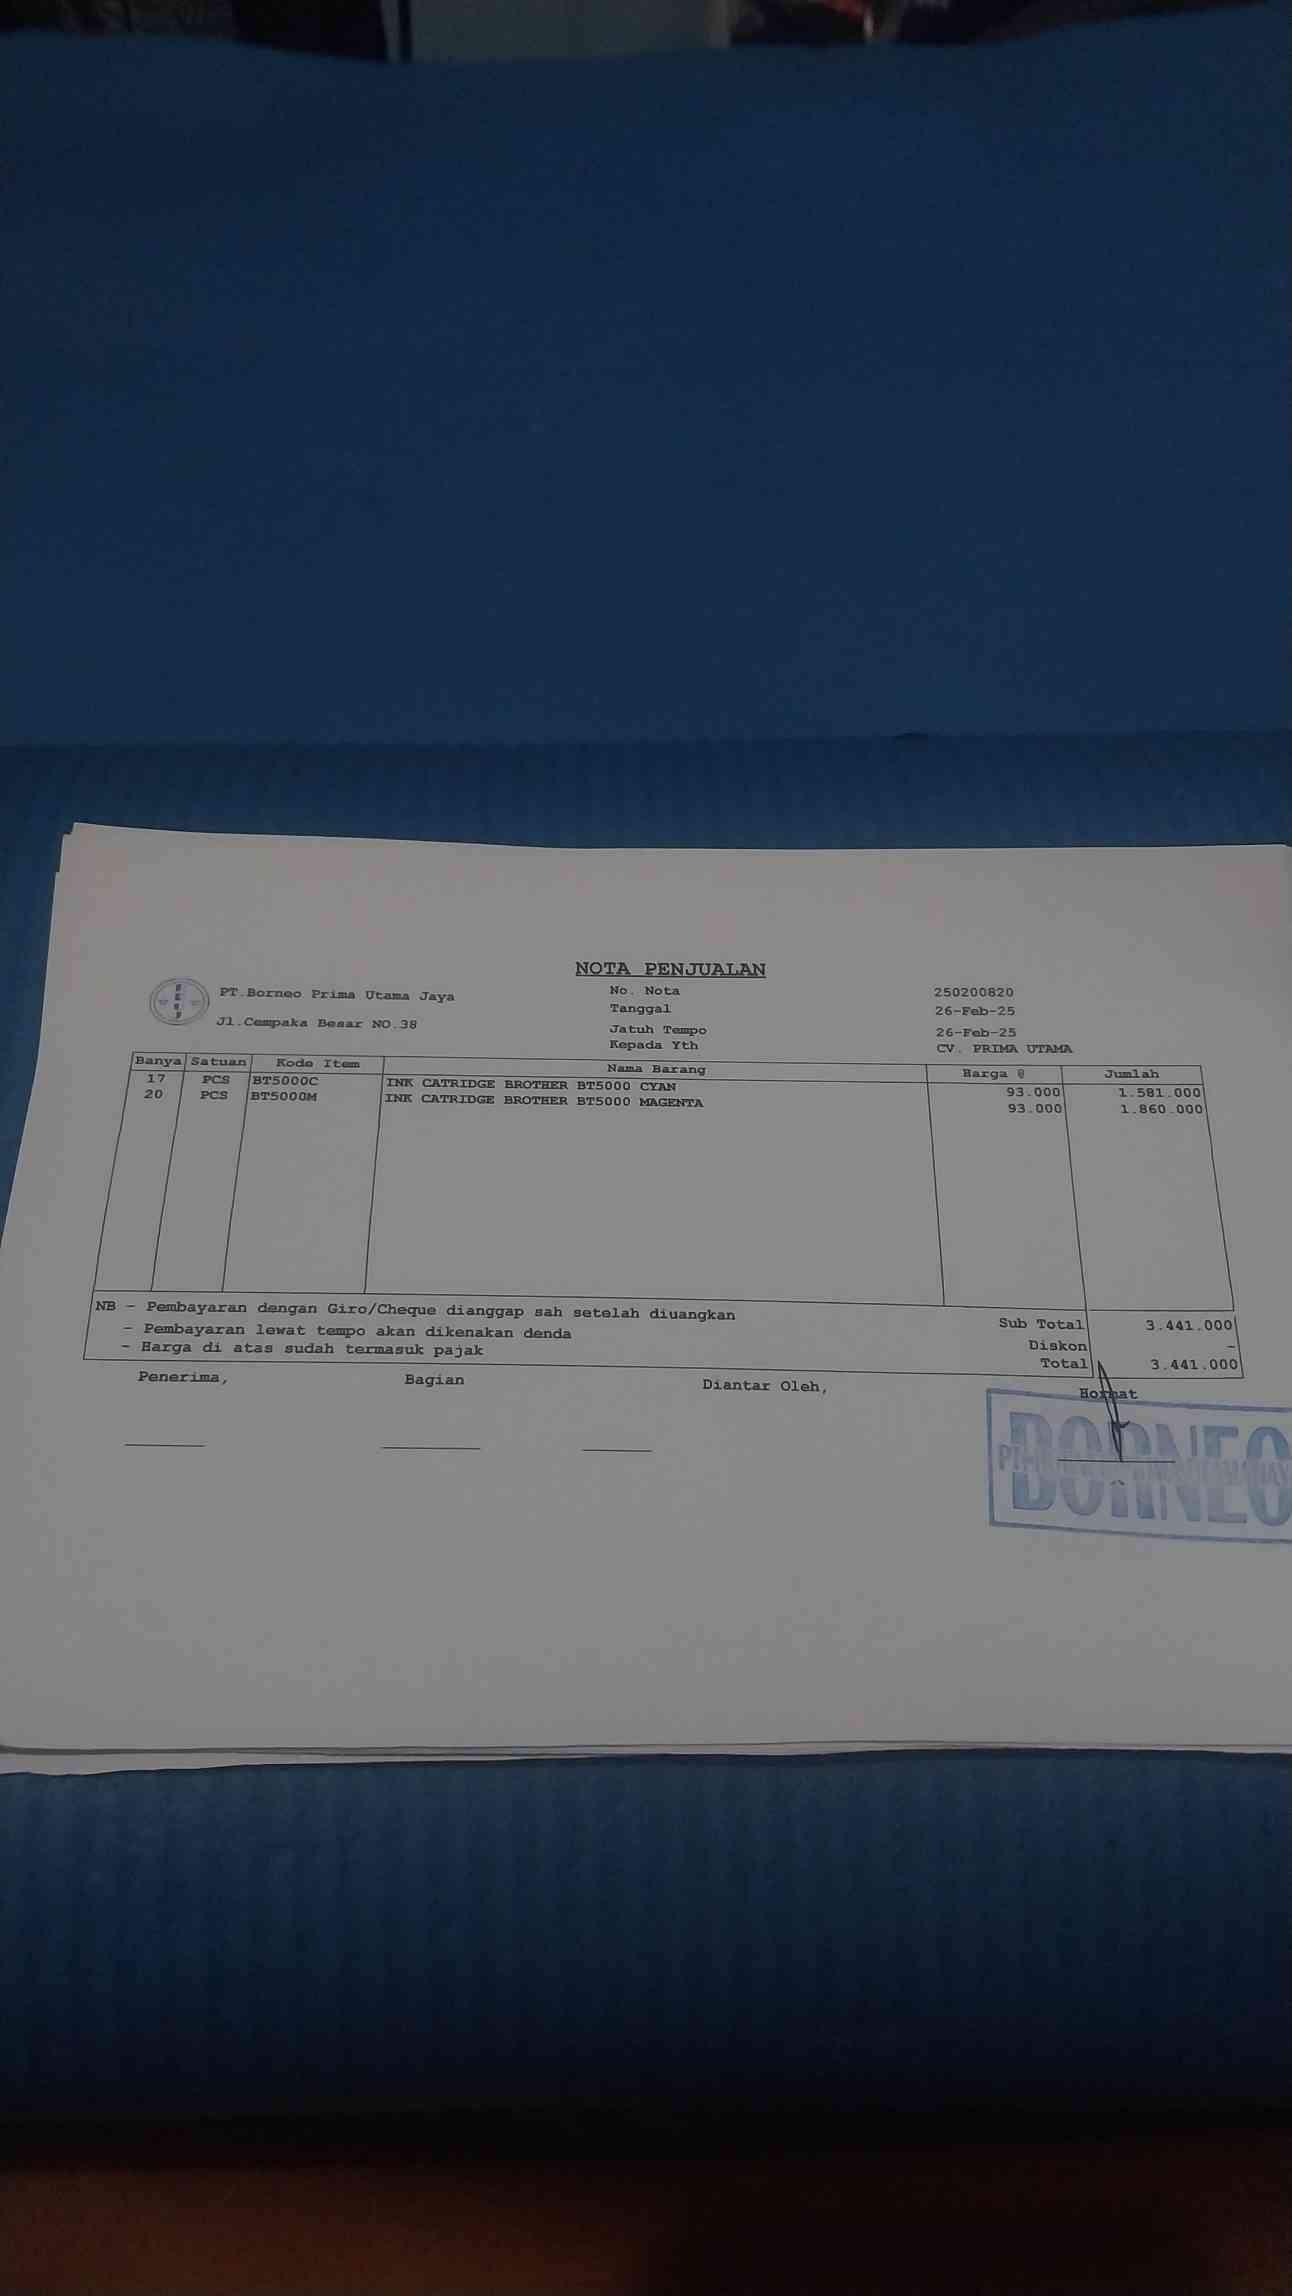 NOTA PENJUALAN
PT.Borneo Prima Utama Jaya
Jl.Cempaka Besar NO.38
No. Nota 250200820
Tanggal 26-Feb-25
Jatuh Tempo 26-Feb-25
Kepada Yth CV. PRIMA UTAMA
Banya Satuan Kode Item Nama Barang Harga @ Jumlah
17 PCS BT5000C INK CATRIDGE BROTHER BT5000 CYAN 93.000 1.581.000
20 PCS BT5000M INK CATRIDGE BROTHER BT5000 MAGENTA 93.000 1.860.000
NB - Pembayaran dengan Giro/Cheque dianggap sah setelah diuangkan
- Pembayaran lewat tempo akan dikenakan denda
- Harga di atas sudah termasuk pajak
Sub Total 3.441.000
Diskon -
Total 3.441.000
Penerima, Bagian Diantar Oleh, Hormat
BORNEO